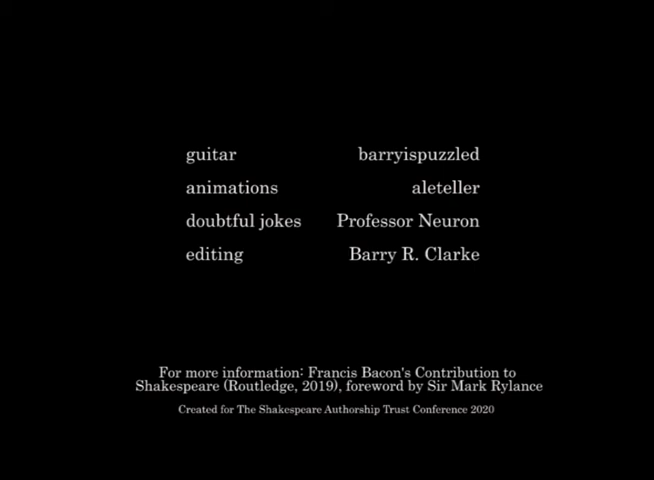 guitar barryispuzzled
animations aleteller
doubtful jokes Professor Neuron
editing Barry R. Clarke
For more information: Francis Bacon's Contribution to
Shakespeare (Routledge, 2019), foreword by Sir Mark Rylance
Created for The Shakespeare Authorship Trust Conference 2020